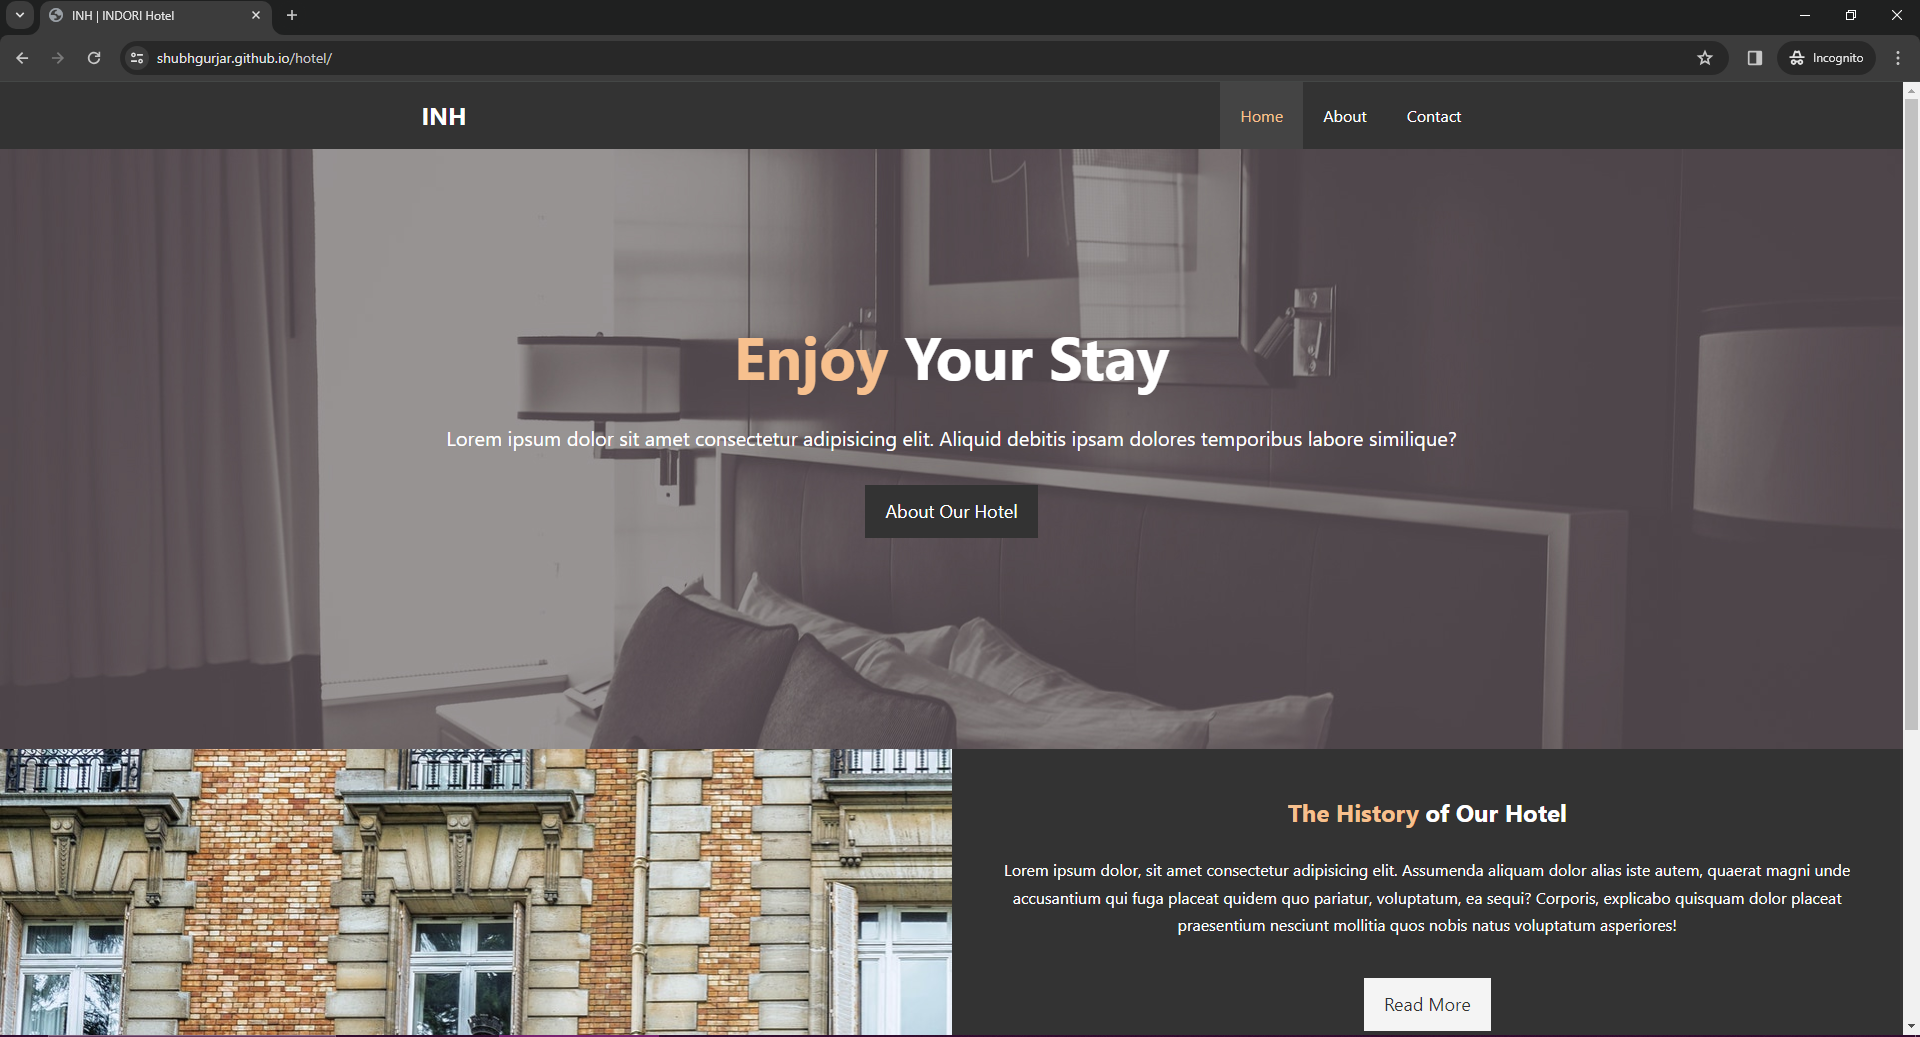 INH | INDORI Hotel
shubhgurjar.github.io/hotel/
Incognito
INH
Home About Contact
Enjoy Your Stay
Lorem ipsum dolor sit amet consectetur adipisicing elit. Aliquid debitis ipsam dolores temporibus labore similique?
About Our Hotel
The History of Our Hotel
Lorem ipsum dolor, sit amet consectetur adipisicing elit. Assumenda aliquam dolor alias iste autem, quaerat magni unde
accusantium qui fuga placeat quidem quo pariatur, voluptatum, ea sequi? Corporis, explicabo quisquam dolor placeat
praesentium nesciunt mollitia quos nobis natus voluptatum asperiores!
Read More